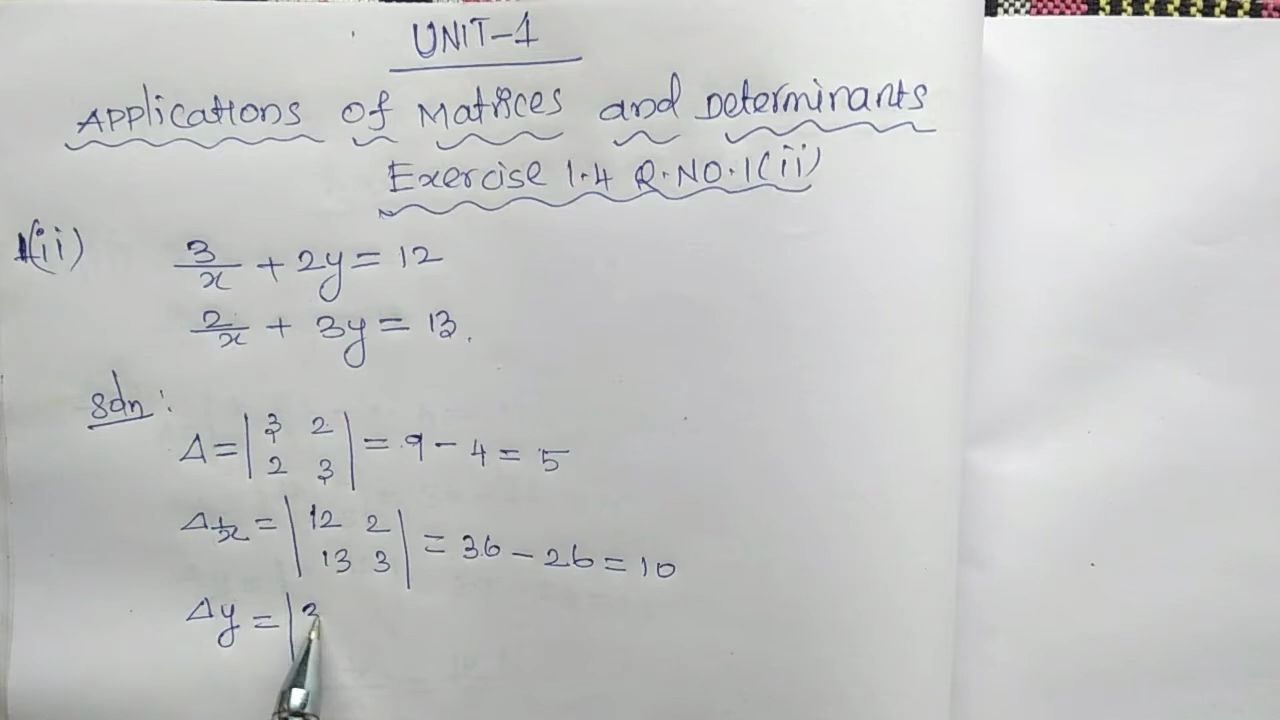 UNIT-1
Applications of Matrices and Determinants
Exercise 1.4 Q.NO.1(ii)
1(ii) 3/x + 2y = 12
2/x + 3y = 13.
Soln:
Δ = | 3 2 | = 9 - 4 = 5
| 2 3 |
Δ1/x = | 12 2 | = 36 - 26 = 10
| 13 3 |
Δy = | 3